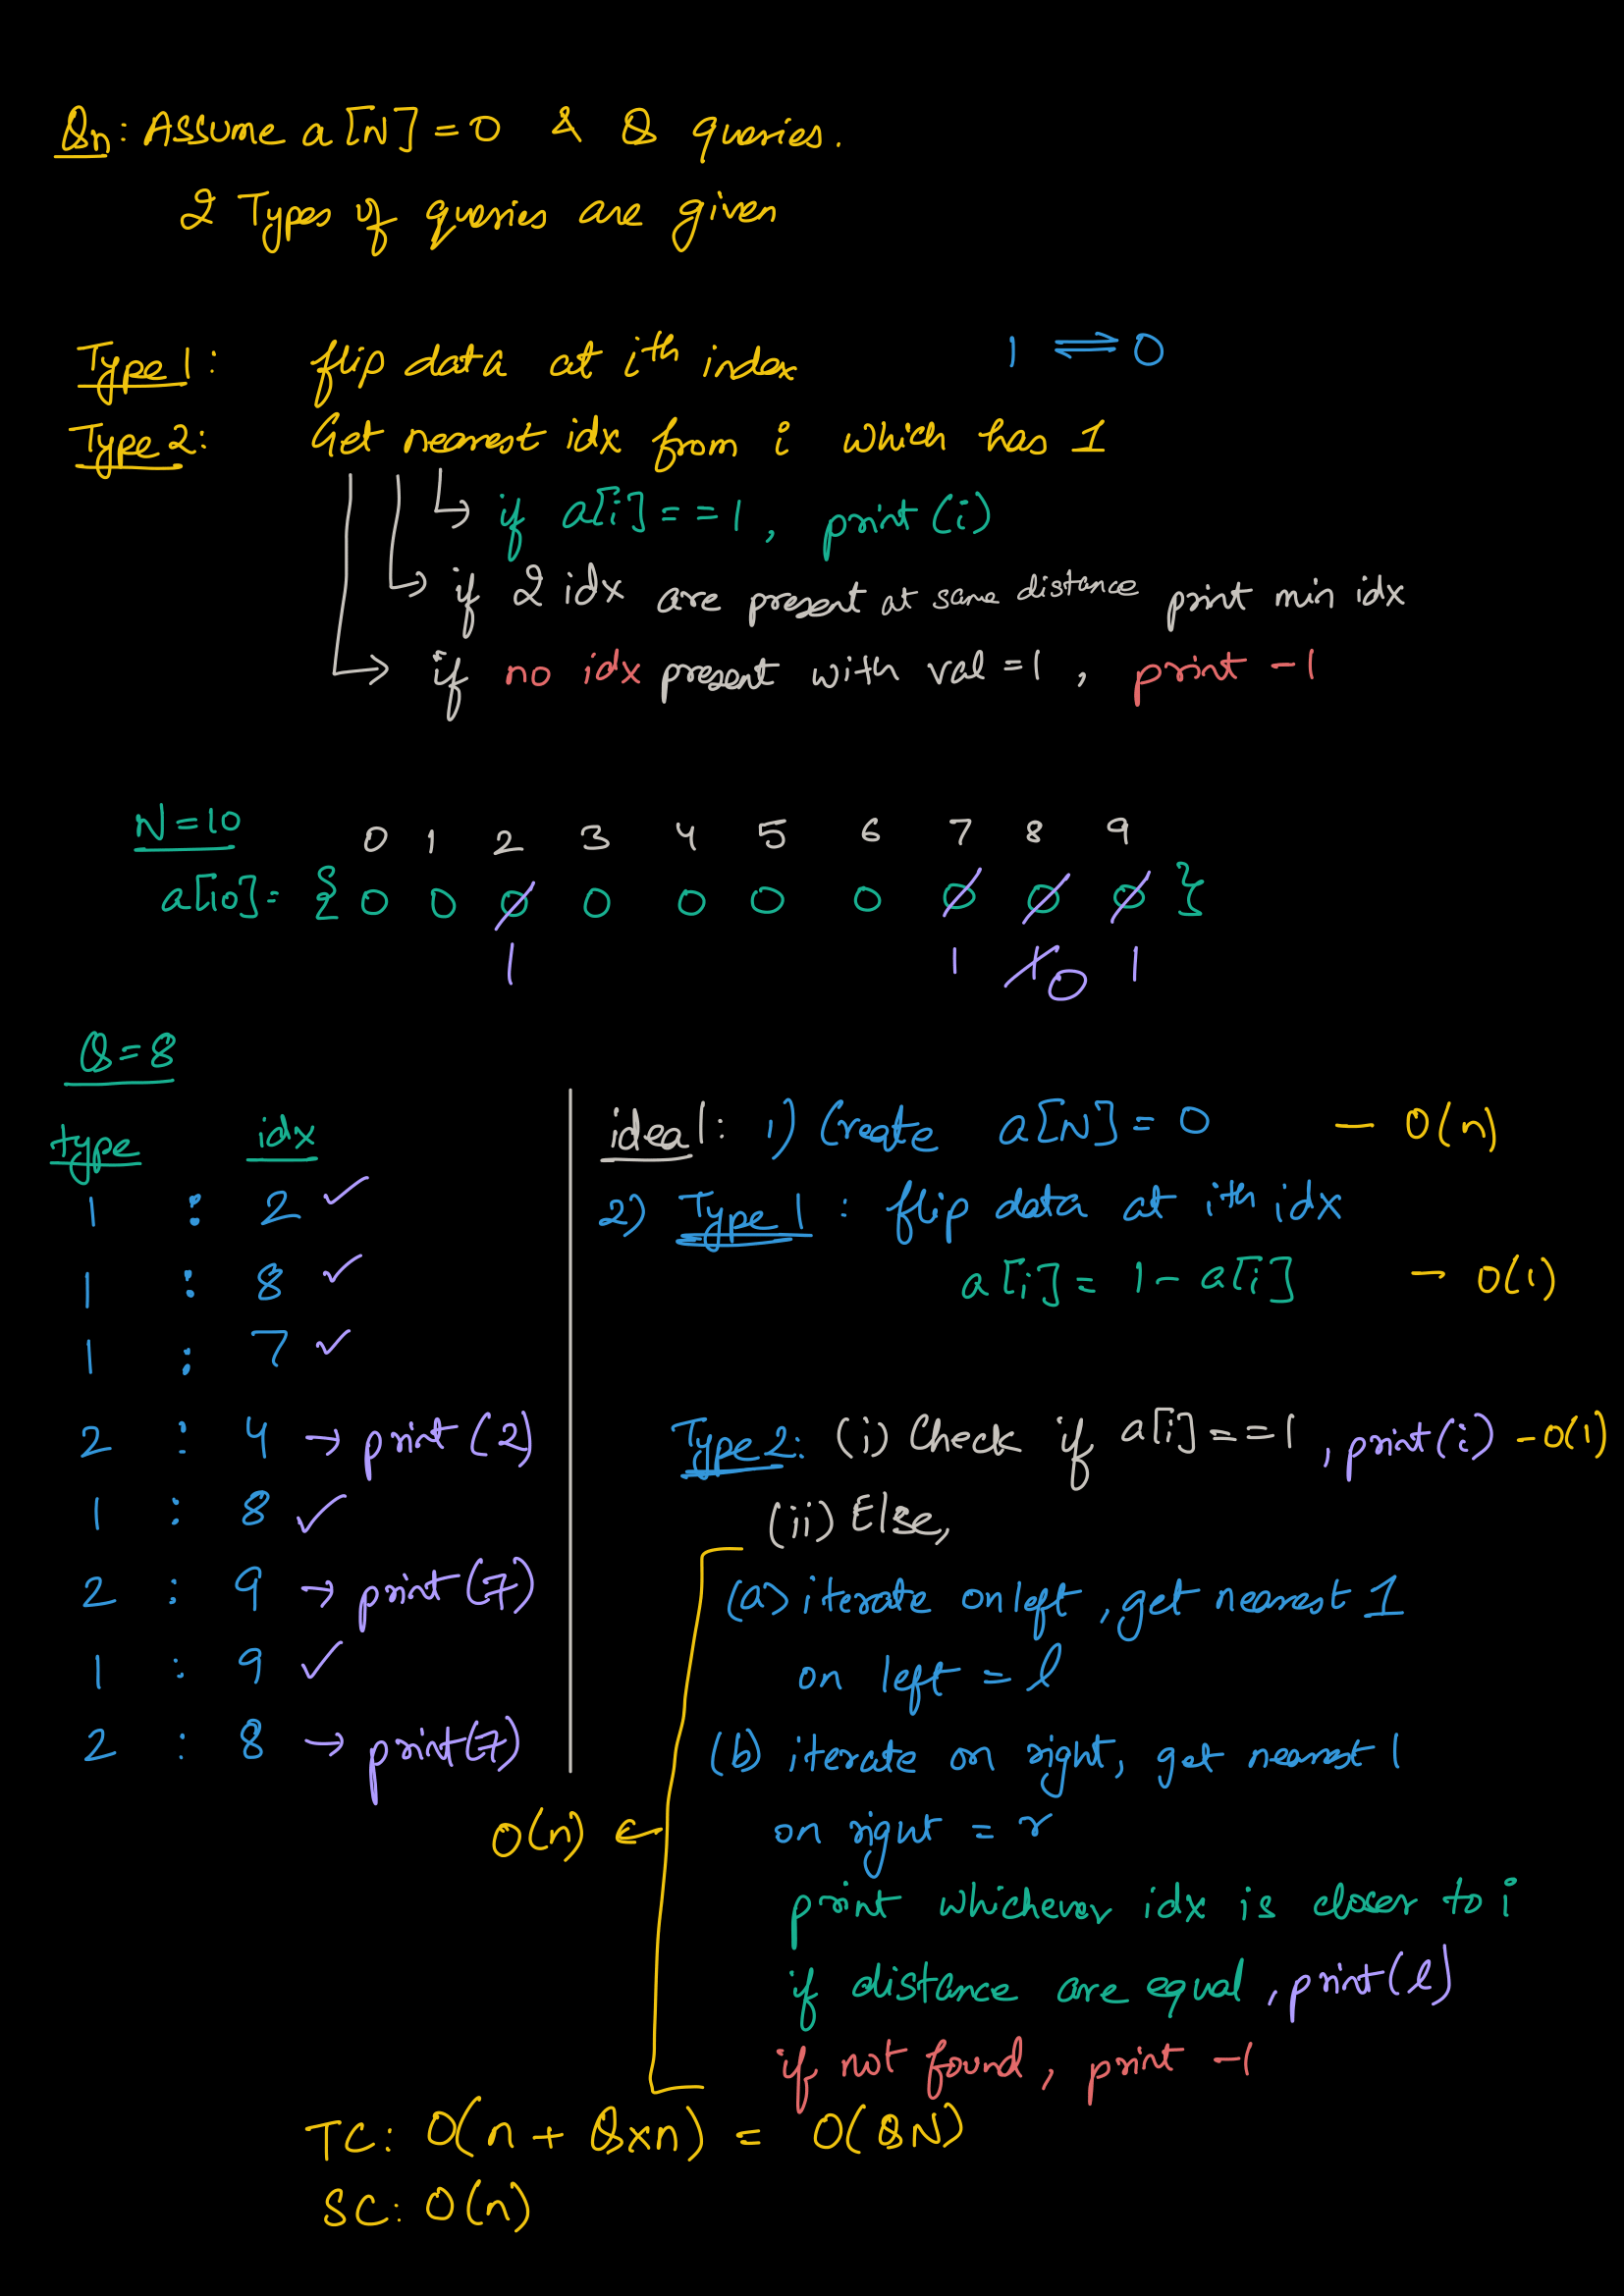 Qn: Assume a[N]=0 & Q queries.
2 Types of queries are given
Type 1: flip data at ith index 1 ⇌ 0
Type 2: Get nearest idx from i which has 1
↳ if a[i]==1, print(i)
↳ if 2 idx are present at same distance print min idx
↳ if no idx present with val=1, print -1
N=10 0 1 2 3 4 5 6 7 8 9
a[10]= { 0 0 0 0 0 0 0 0 0 0 }
1 1 1 0 1
Q=8
type idx
1 : 2 ✓
1 : 8 ✓
1 : 7 ✓
2 : 4 → print(2)
1 : 8 ✓
2 : 9 → print(7)
1 : 9 ✓
2 : 8 → print(7)
idea1: 1) Create a[N]=0 — O(n)
2) Type 1: flip data at ith idx
a[i]= 1-a[i] — O(1)
Type 2: (i) Check if a[i]==1, print(i) - O(1)
(ii) Else,
(a) iterate on left, get nearest 1
on left = l
(b) iterate on right, get nearest 1
O(n) ← on right = r
print whichever idx is closer to i
if distance are equal, print(l)
if not found, print -1
TC: O(n + Q×n) = O(QN)
SC: O(n)